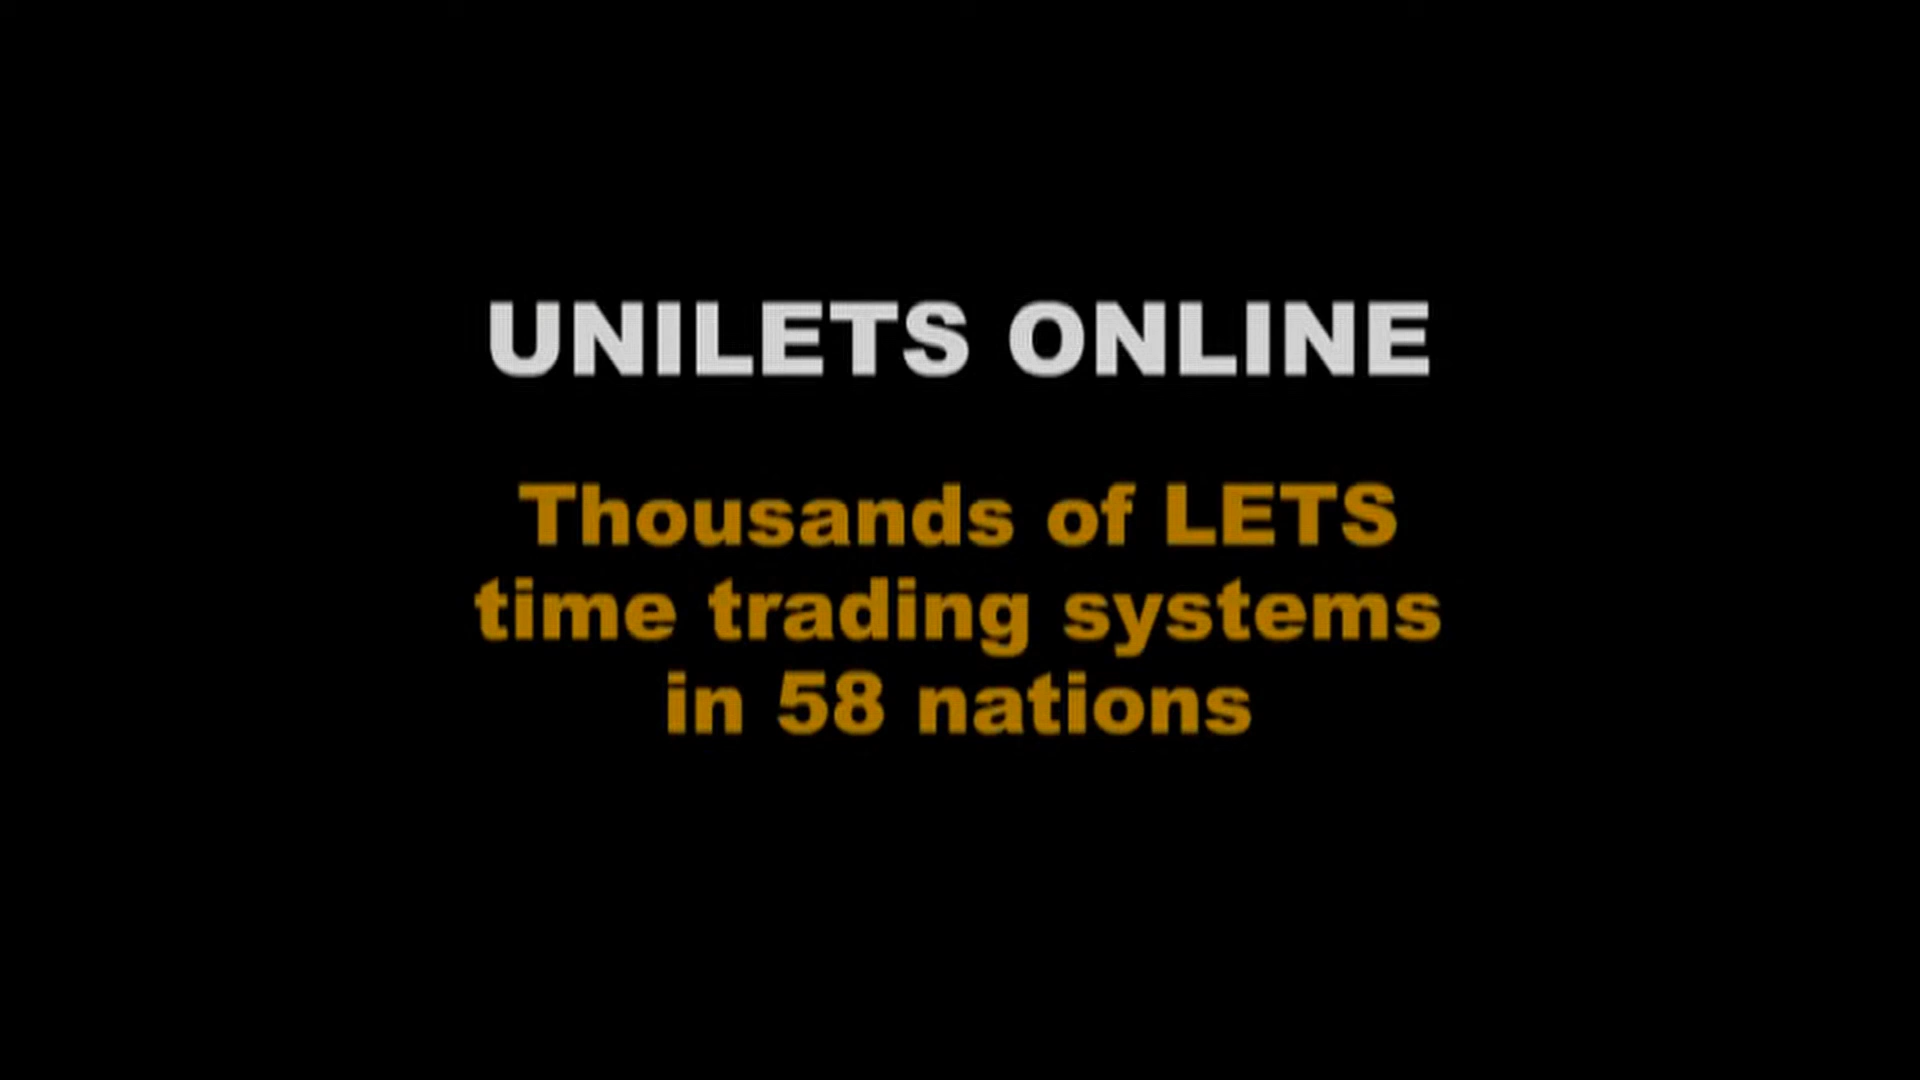 UNILETS ONLINE
Thousands of LETS
time trading systems
in 58 nations